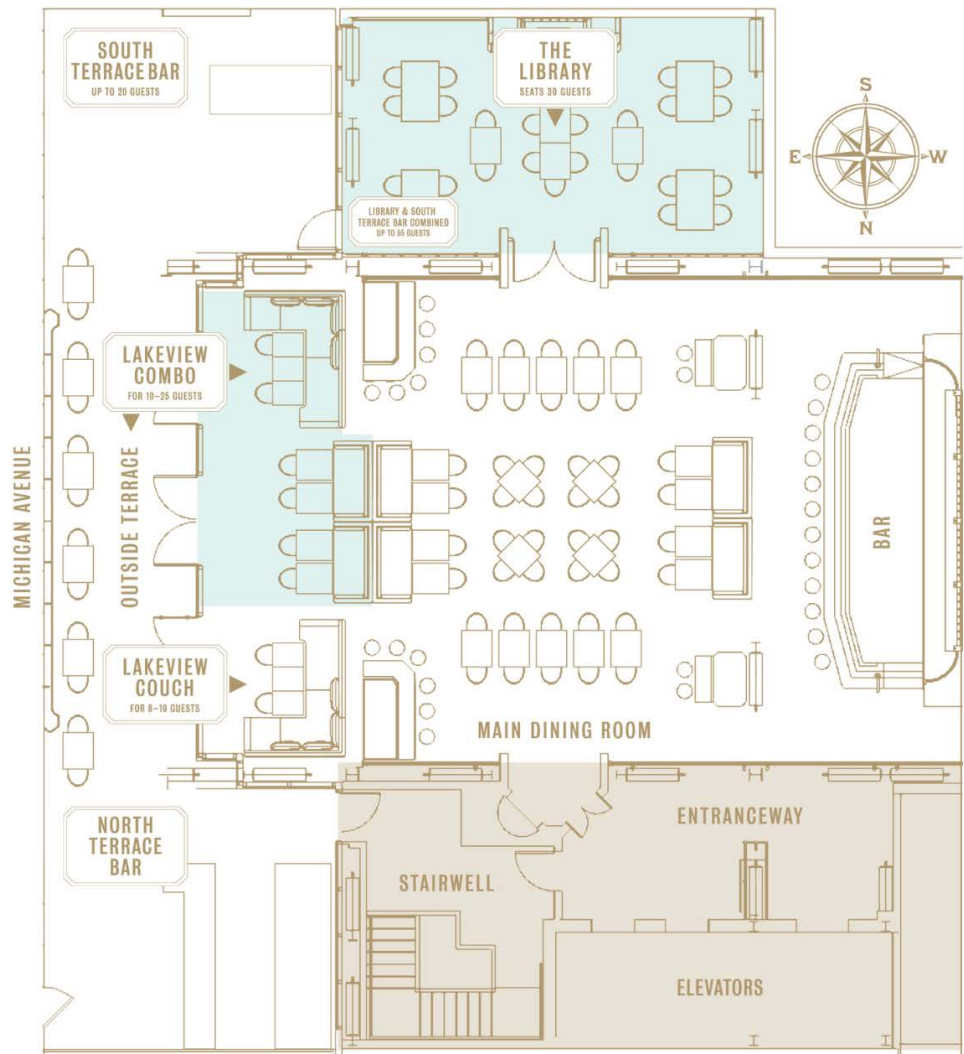 SOUTH
TERRACE BAR
UP TO 20 GUESTS
THE
LIBRARY
SEATS 30 GUESTS
S
E
W
N
LIBRARY & SOUTH
TERRACE BAR COMBINED
UP TO 55 GUESTS
LAKEVIEW
COMBO
FOR 10–25 GUESTS
MICHIGAN AVENUE
OUTSIDE TERRACE
BAR
LAKEVIEW
COUCH
FOR 8–10 GUESTS
MAIN DINING ROOM
NORTH
TERRACE
BAR
ENTRANCEWAY
STAIRWELL
ELEVATORS